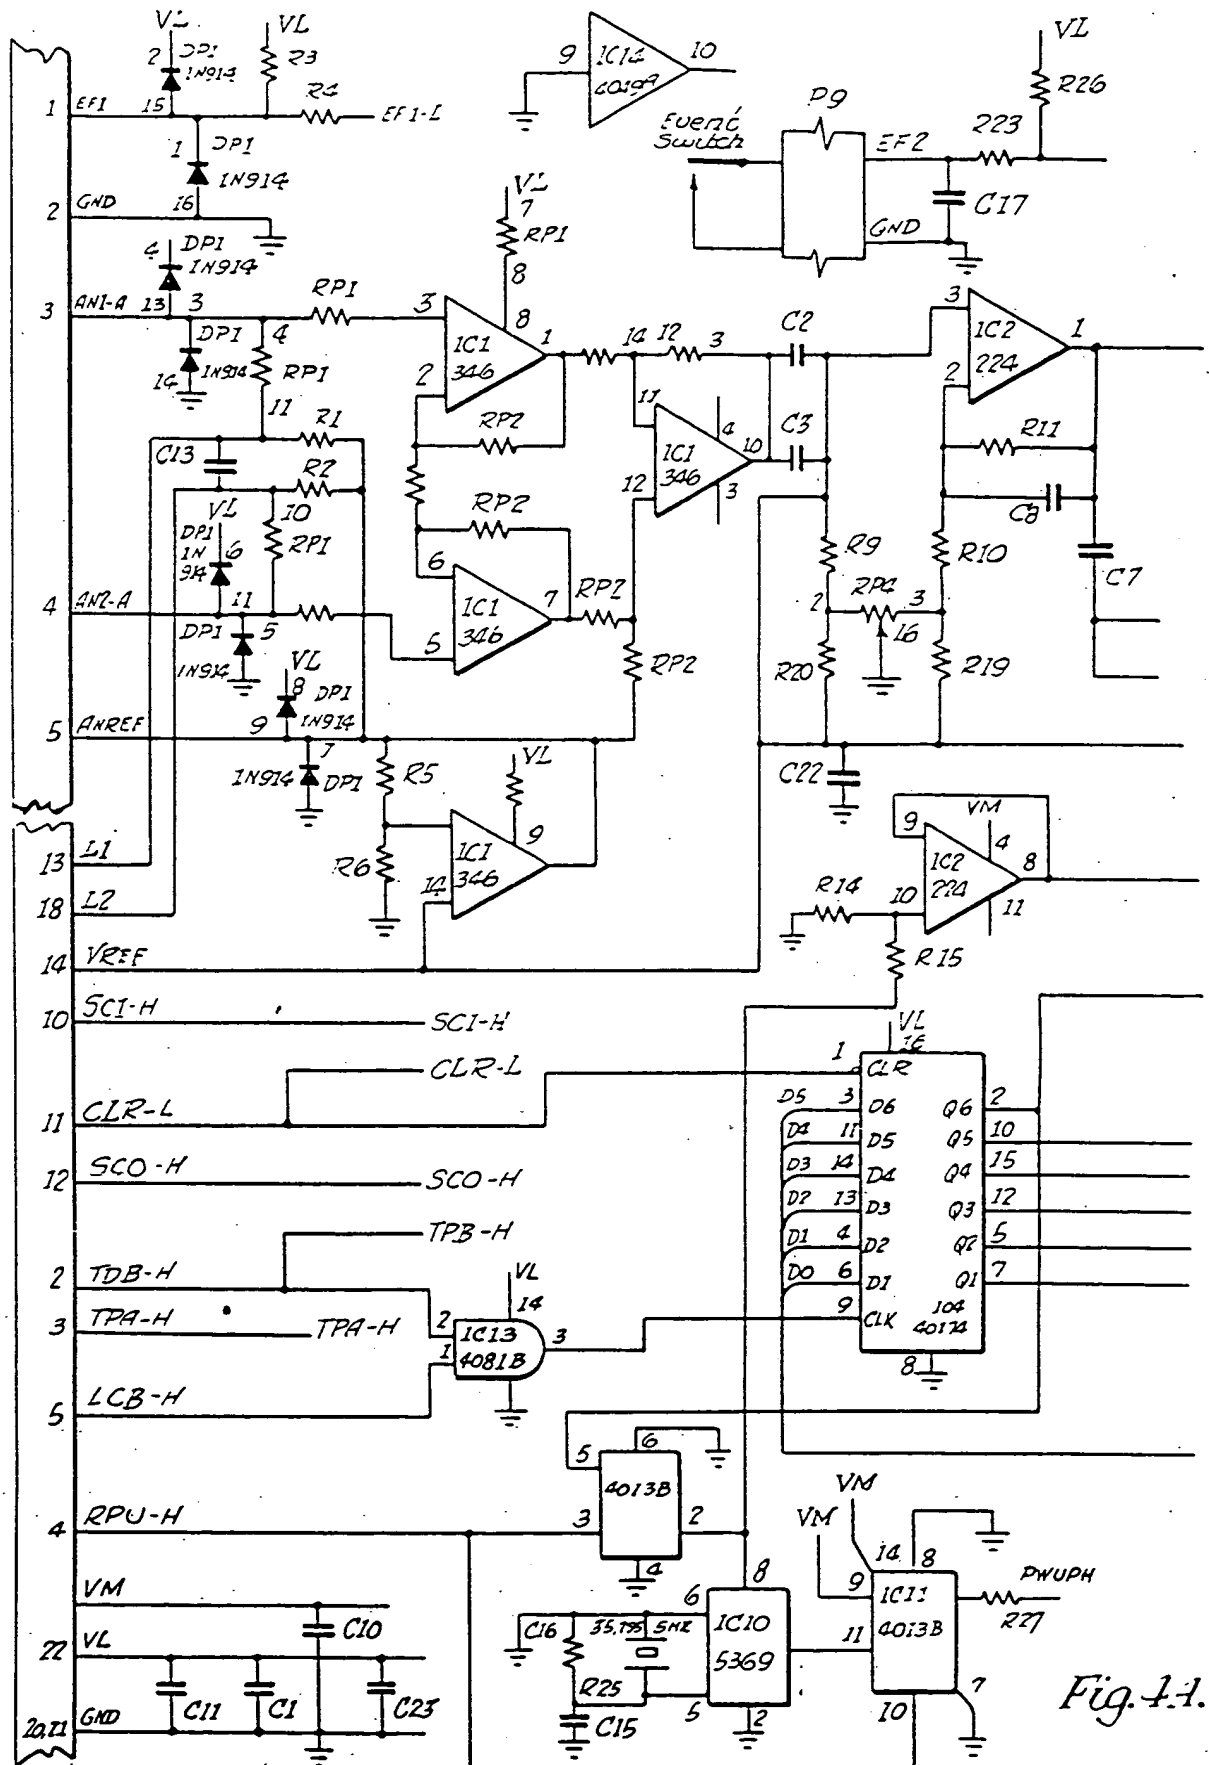 VL
2 DP1
1N914
VL
R3
1 EF1 15
R4 EF1-L
1 DP1
1N914
2 GND 16
9 IC14 10
4049
Event
Switch
P9
EF2
GND
R23
R26
VL
C17
4 DP1
1N914
3 AN1-A 13 3
RP1
DP1
14 1N914
4
RP1
11
VL
7
RP1
8
3 8
IC1
346
1
2
RP2
14 12 3
11
IC1
346
4
10
12
3
C2
C3
3
IC2
224
1
2
R11
C8
C7
C13
R1
R2
VL
10
DP1
1N
914
6
RP1
RP2
4 AN2-A 11 5
DP1
1N914
6
IC1
346
7
5
RP2
RP2
R9
2 RP4 3
16
R10
R20
R19
VL
8 DP1
1N914
5 ANREF 9
7
1N914 DP1
R5
VL
C22
R6
IC1
346
9
14
13 L1
18 L2
14 VREF
VM
9 4
IC2
224
8
10
11
R14
R15
10 SCI-H SCI-H
CLR-L
11 CLR-L
12 SCO-H SCO-H
TPB-H
2 TDB-H
3 TPA-H TPA-H
5 LCB-H
VL
14
2 IC13 3
1 4081B
VL
16
1 CLR
D5 3 D6 Q6 2
D4 11 D5 Q5 10
D3 14 D4 Q4 15
D2 13 D3 Q3 12
D1 4 D2 Q2 5
D0 6 D1 Q1 7
9 CLK
104
40174
8
5 6
4013B
3 2
4
4 RPU-H
VM
22 VL
20,21 GND
C10
C11 C1 C23
8
6 IC10
5369
5 2
C16
R25
C15
VM
VM
14 8
9 IC11
11 4013B
10 7
PWUPH
R27